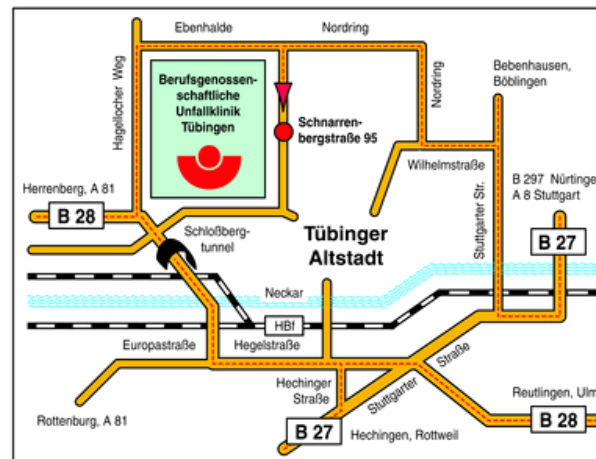 Ebenhalde
Nordring
Hagellocher Weg
Berufsgenossen-
schaftliche
Unfallklinik
Tübingen
Schnarren-
bergstraße 95
Nordring
Bebenhausen,
Böblingen
Wilhelmstraße
Herrenberg, A 81
B 28
Schloßberg-
tunnel
Tübinger
Altstadt
Stuttgarter Str.
B 297 Nürtinge
A 8 Stuttgart
B 27
Neckar
HBf
Europastraße
Hegelstraße
Hechinger
Straße
Stuttgarter
Straße
Rottenburg, A 81
B 27
Hechingen, Rottweil
Reutlingen, Ulm
B 28